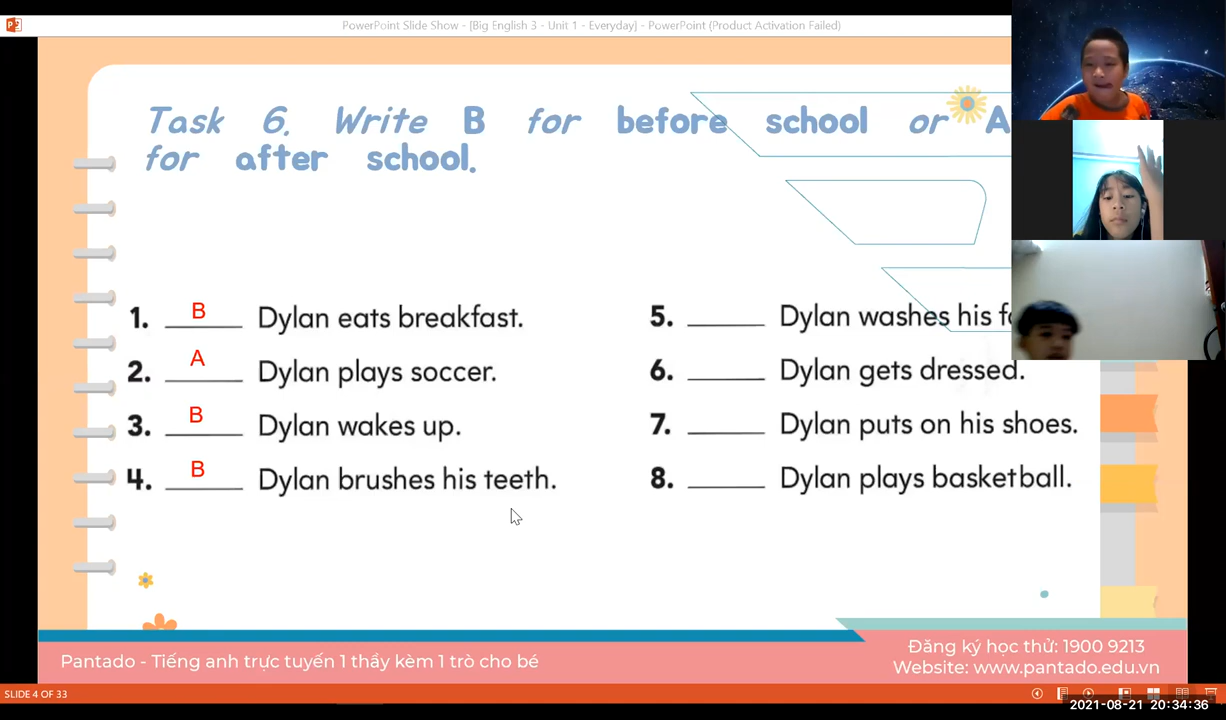 PowerPoint Slide Show - [Big English 3 - Unit 1 - Everyday] - PowerPoint (Product Activation Failed)
Task 6. Write B for before school or A
for after school.
1. B Dylan eats breakfast.
2. A Dylan plays soccer.
3. B Dylan wakes up.
4. B Dylan brushes his teeth.
5. ______ Dylan washes his
6. ______ Dylan gets dressed.
7. ______ Dylan puts on his shoes.
8. ______ Dylan plays basketball.
Pantado - Tiếng anh trực tuyến 1 thầy kèm 1 trò cho bé
Đăng ký học thử: 1900 9213
Website: www.pantado.edu.vn
SLIDE 4 OF 33
2021-08-21 20:34:36